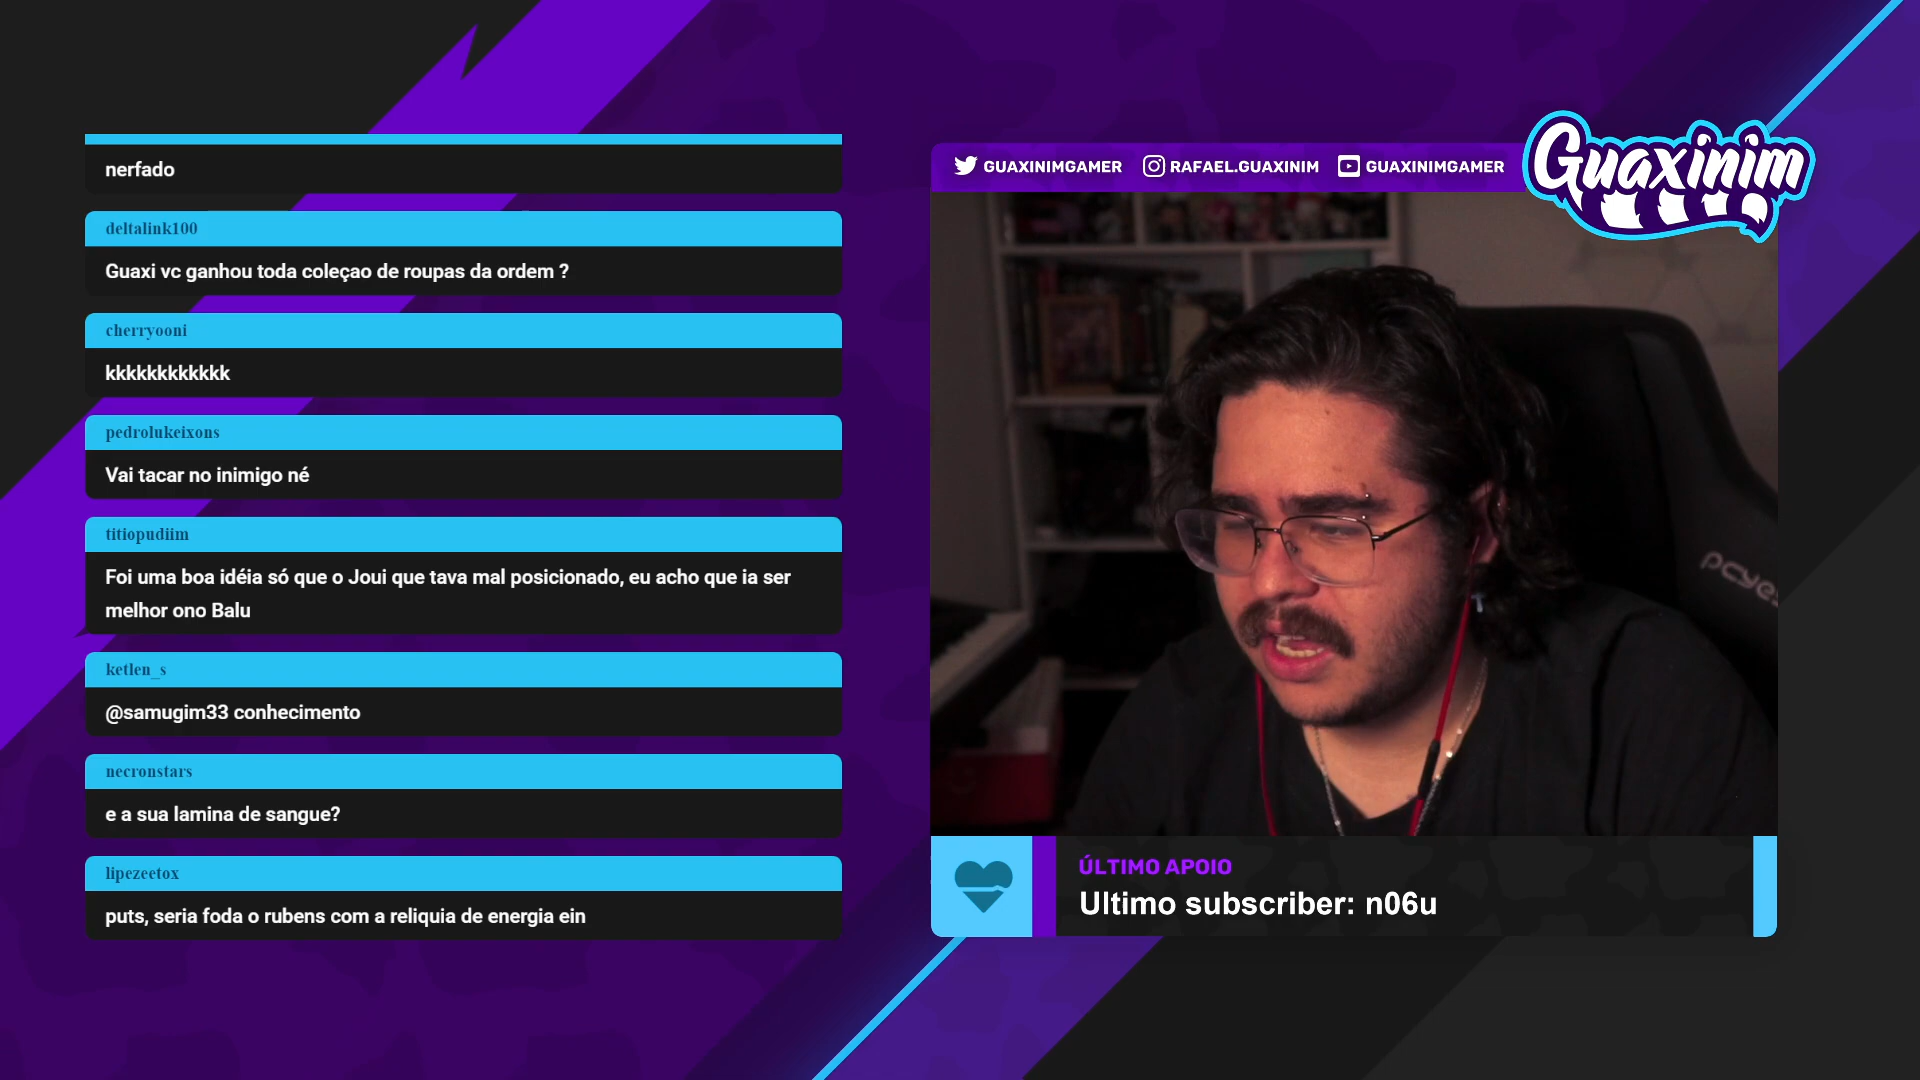 nerfado
deltalink100
Guaxi vc ganhou toda coleçao de roupas da ordem ?
cherryooni
kkkkkkkkkkkk
pedrolukeixons
Vai tacar no inimigo né
titiopudiim
Foi uma boa idéia só que o Joui que tava mal posicionado, eu acho que ia ser
melhor ono Balu
ketlen_s
@samugim33 conhecimento
necronstars
e a sua lamina de sangue?
lipezeetox
puts, seria foda o rubens com a reliquia de energia ein
GUAXINIMGAMER RAFAEL.GUAXINIM GUAXINIMGAMER
Guaxinim
pcyes
ÚLTIMO APOIO
Ultimo subscriber: n06u